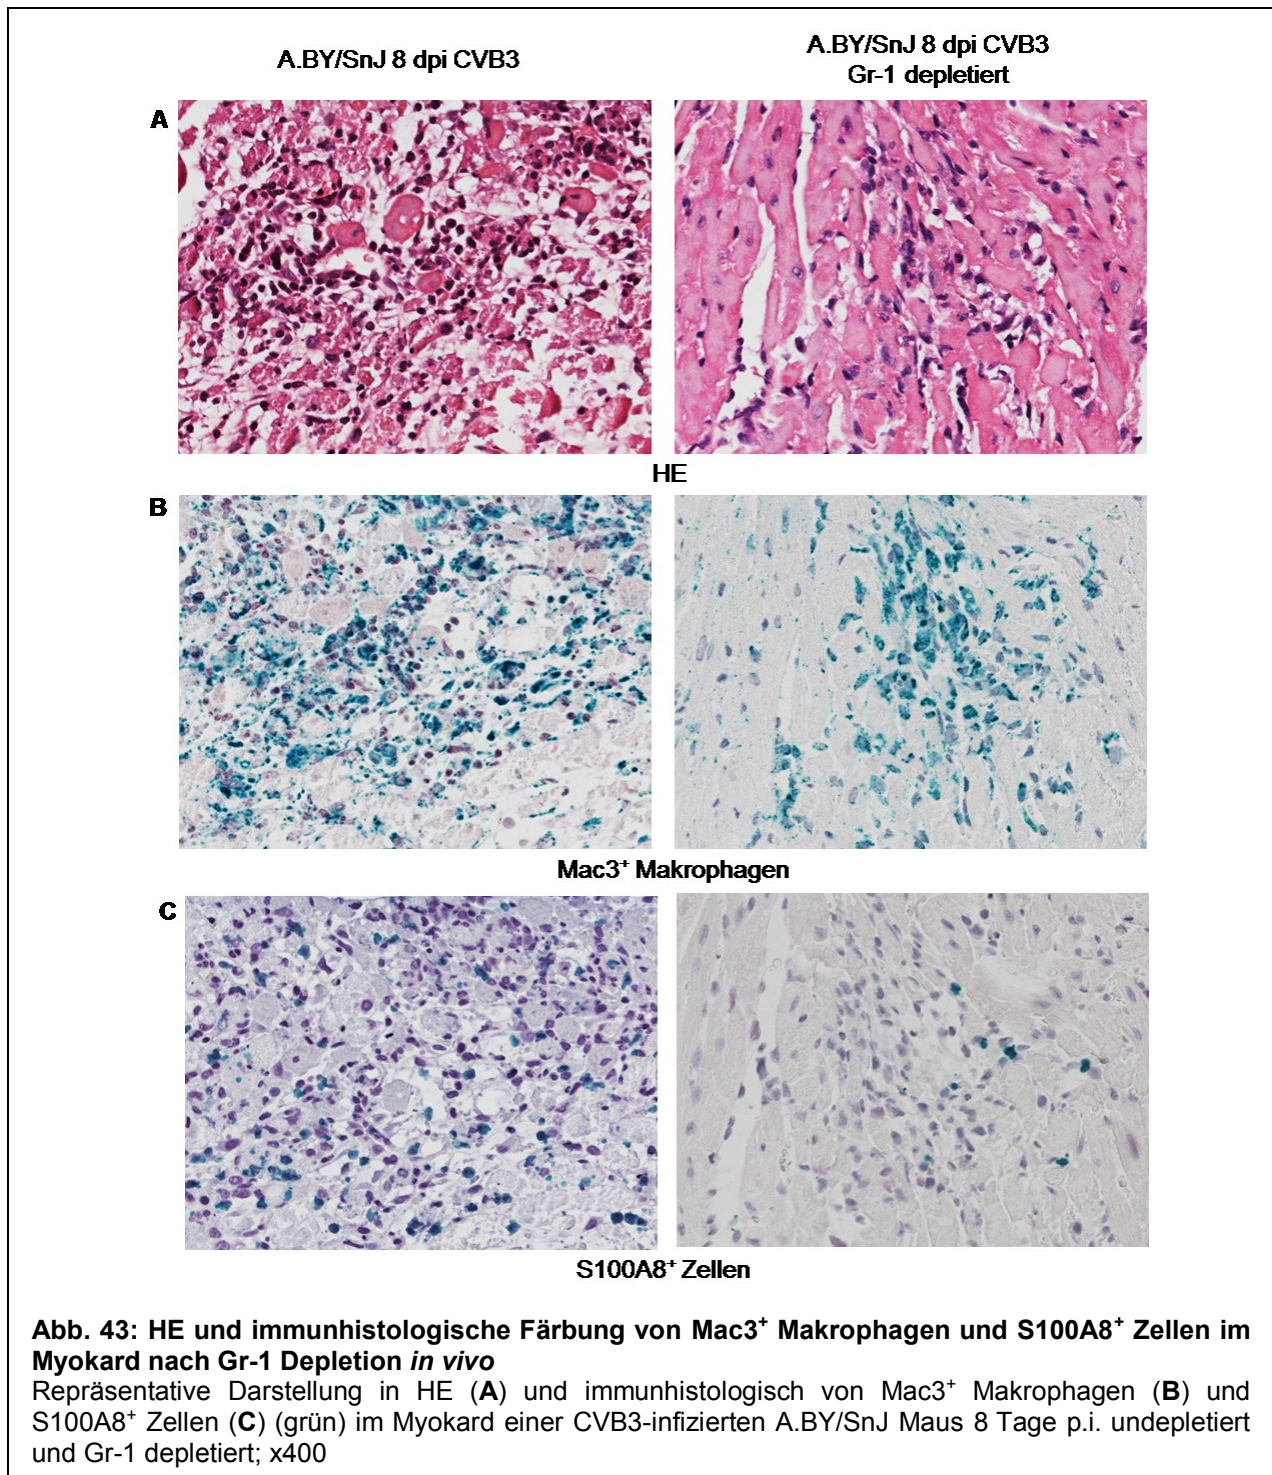 A.BY/SnJ 8 dpi CVB3
A.BY/SnJ 8 dpi CVB3
Gr-1 depletiert
A
HE
B
Mac3⁺ Makrophagen
C
S100A8⁺ Zellen
Abb. 43: HE und immunhistologische Färbung von Mac3⁺ Makrophagen und S100A8⁺ Zellen im
Myokard nach Gr-1 Depletion in vivo
Repräsentative Darstellung in HE (A) und immunhistologisch von Mac3⁺ Makrophagen (B) und
S100A8⁺ Zellen (C) (grün) im Myokard einer CVB3-infizierten A.BY/SnJ Maus 8 Tage p.i. undepletiert
und Gr-1 depletiert; x400